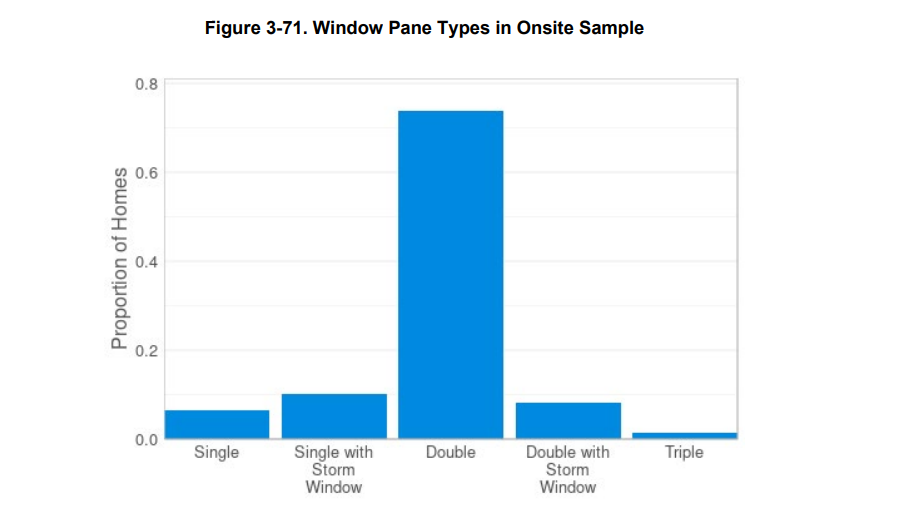 Figure 3-71. Window Pane Types in Onsite Sample
Proportion of Homes
0.8
0.6
0.4
0.2
0.0
Single
Single with
Storm
Window
Double
Double with
Storm
Window
Triple